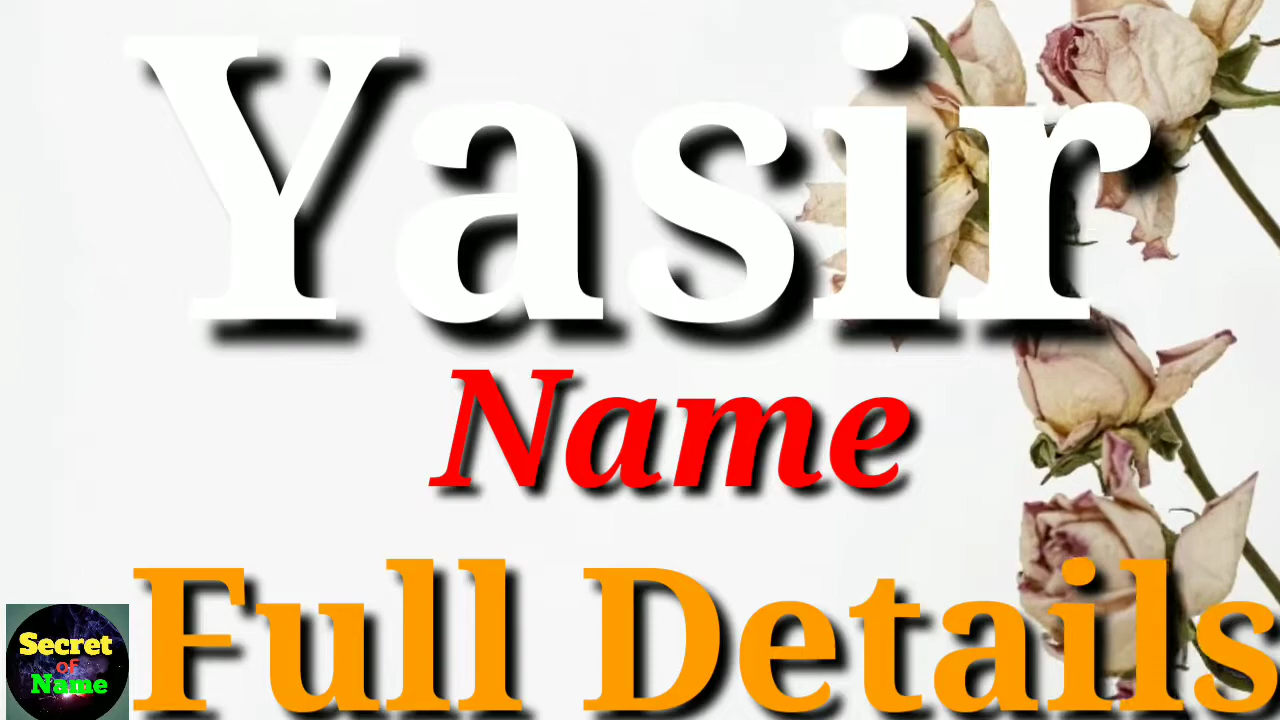 Yasir
Name
Full Details
Secret
of
Name